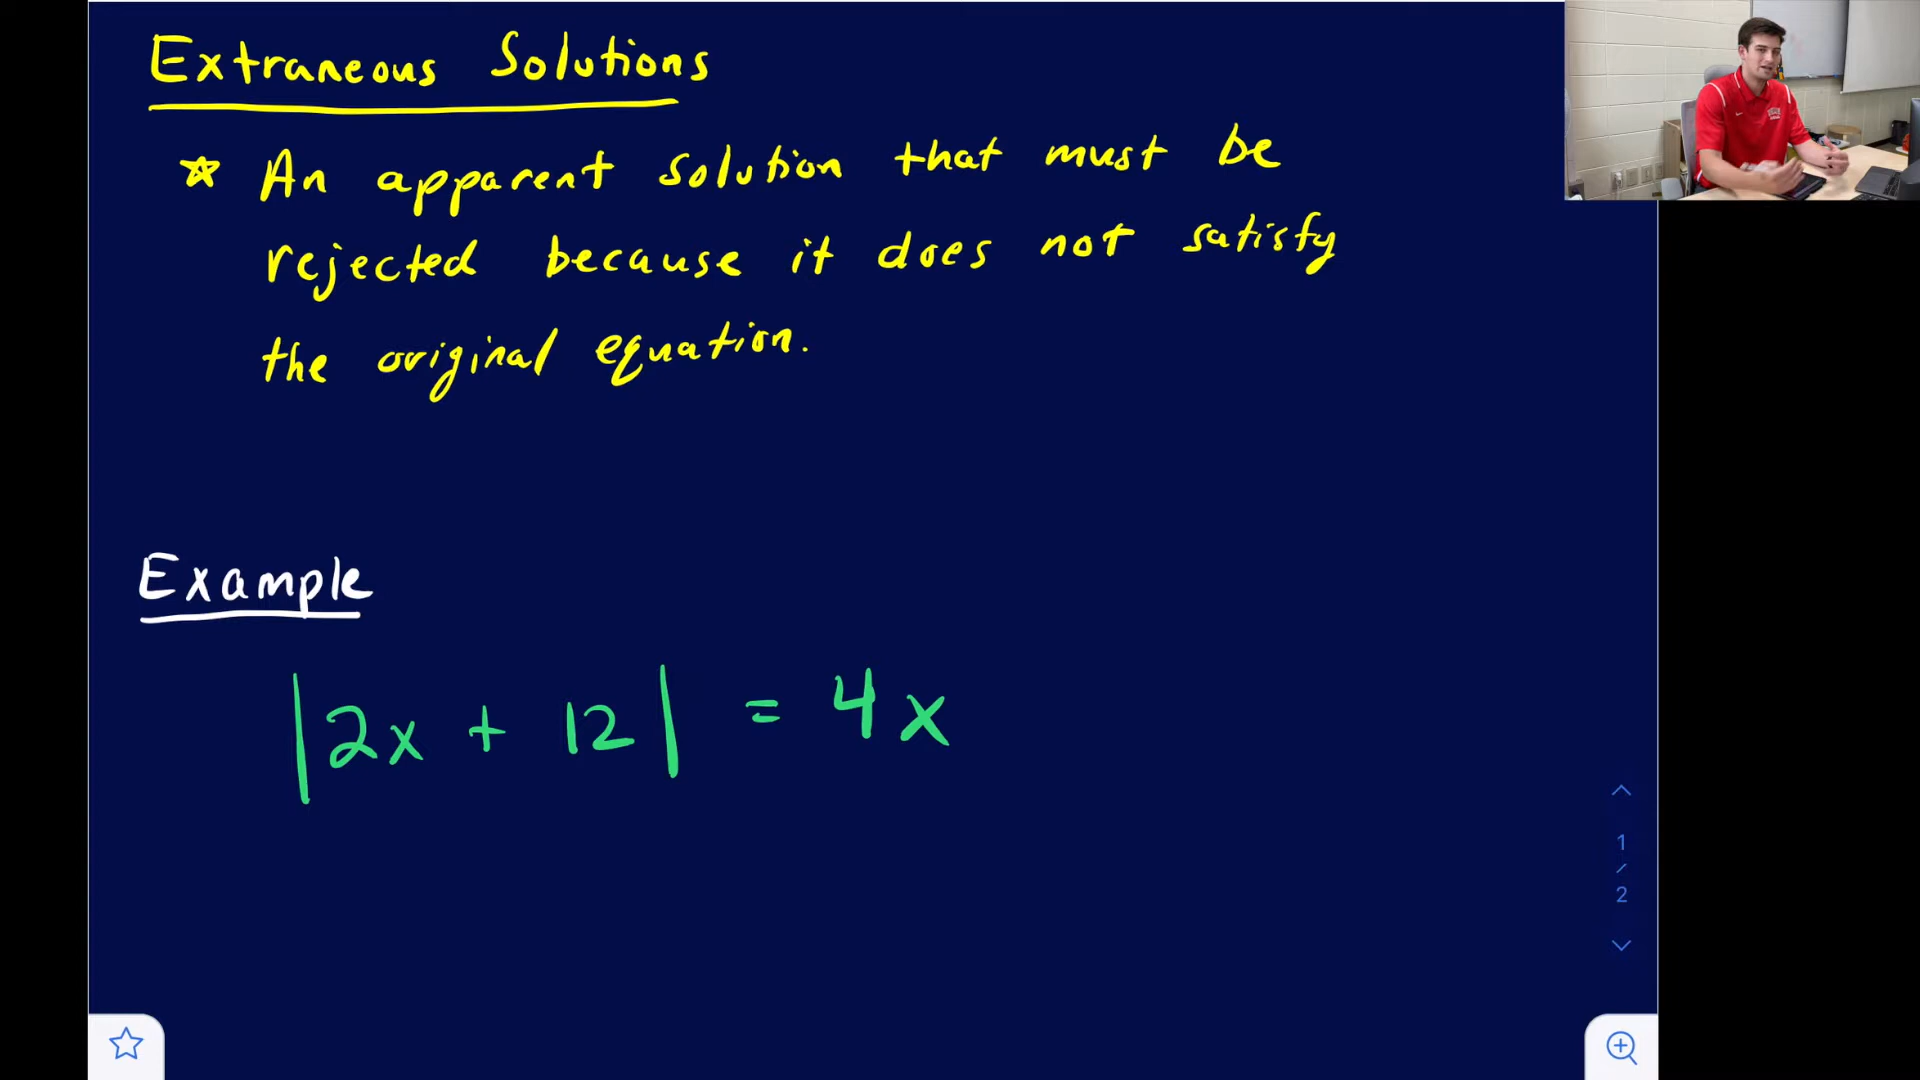 Extraneous Solutions
☆ An apparent solution that must be
rejected because it does not satisfy
the original equation.
Example
|2x + 12| = 4x
1
/
2